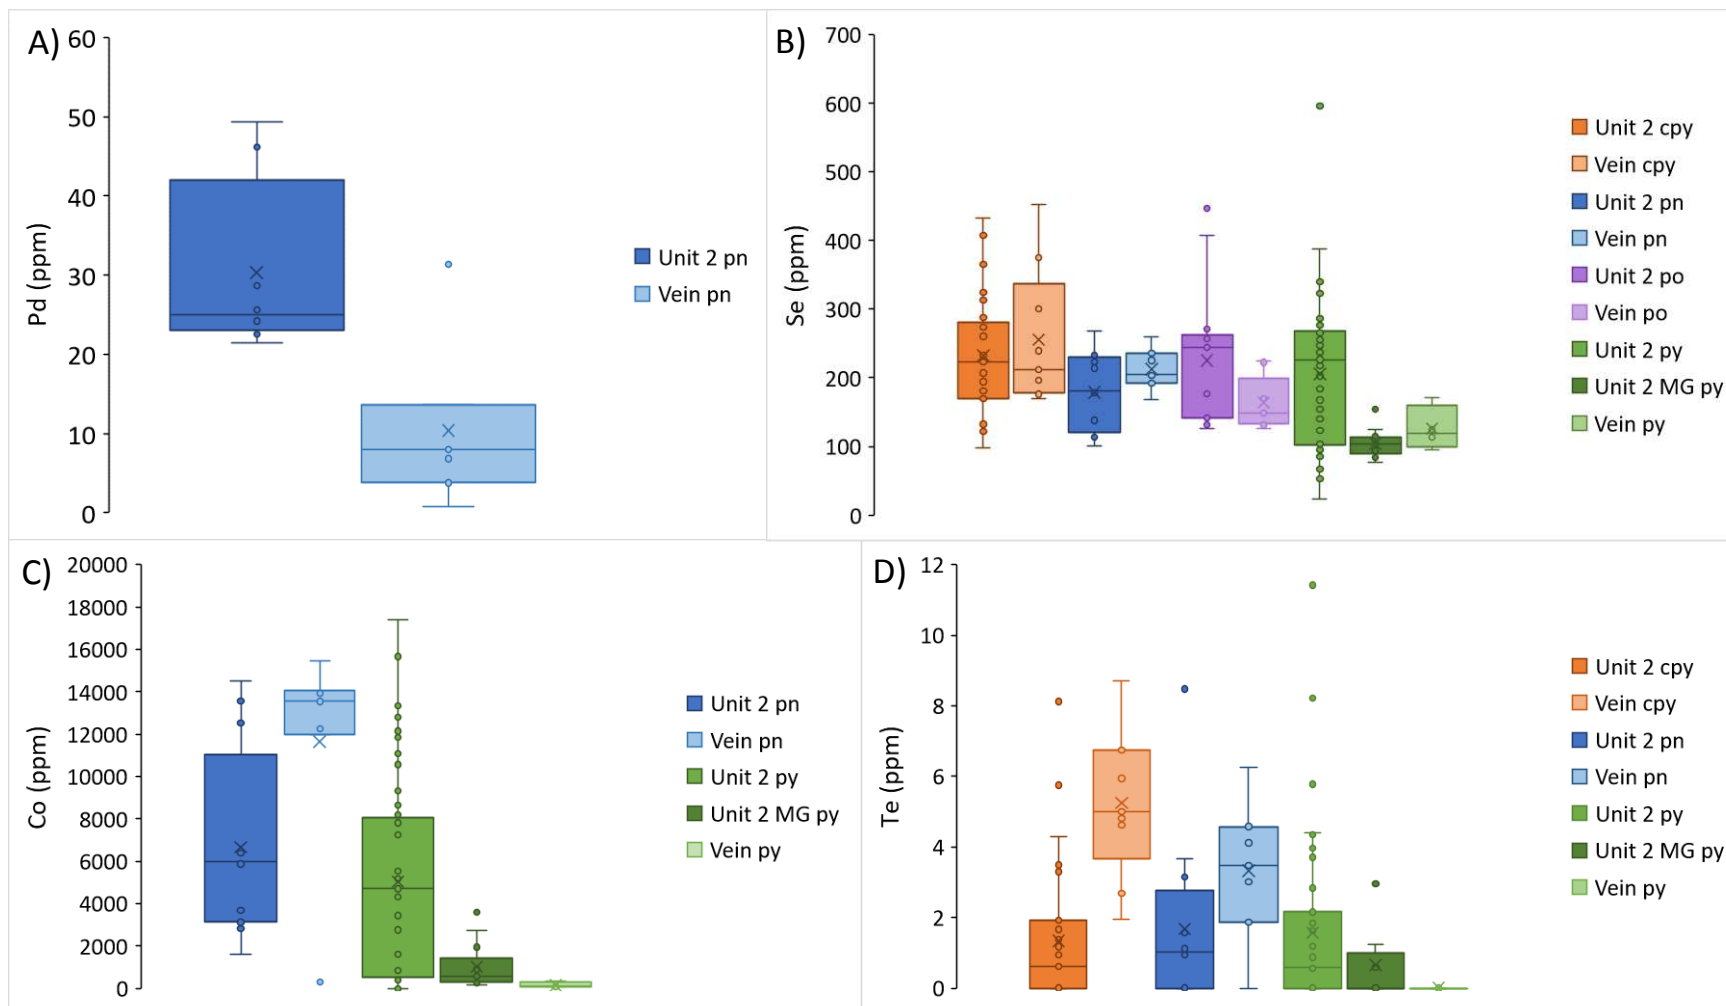 A)
Pd (ppm)
60
50
40
30
20
10
0
Unit 2 pn
Vein pn
B)
Se (ppm)
700
600
500
400
300
200
100
0
Unit 2 cpy
Vein cpy
Unit 2 pn
Vein pn
Unit 2 po
Vein po
Unit 2 py
Unit 2 MG py
Vein py
C)
Co (ppm)
20000
18000
16000
14000
12000
10000
8000
6000
4000
2000
0
Unit 2 pn
Vein pn
Unit 2 py
Unit 2 MG py
Vein py
D)
Te (ppm)
12
10
8
6
4
2
0
Unit 2 cpy
Vein cpy
Unit 2 pn
Vein pn
Unit 2 py
Unit 2 MG py
Vein py